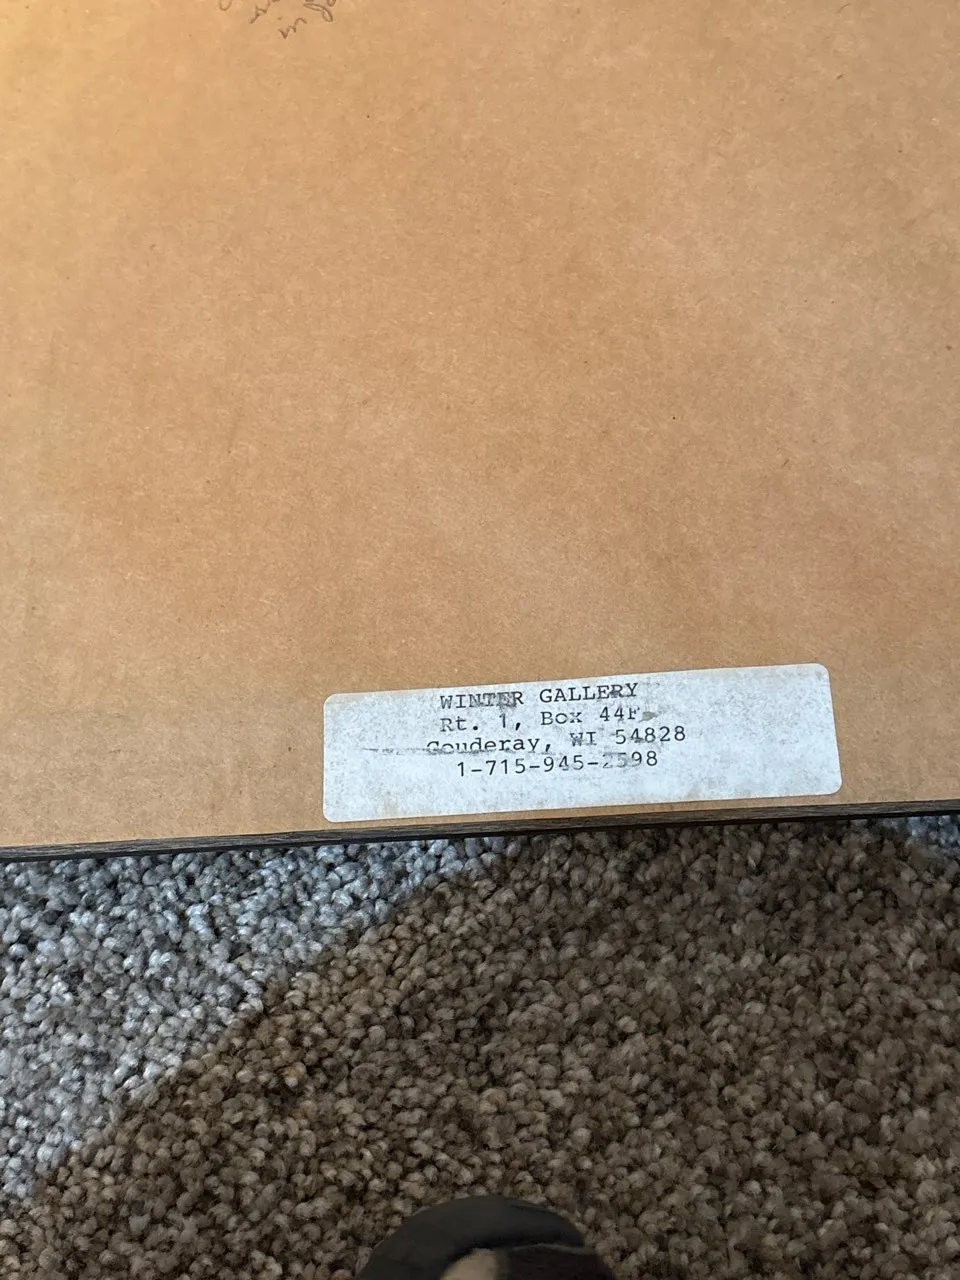 WINTER GALLERY
Rt. 1, Box 44F
Couderay, WI 54828
1-715-945-2598